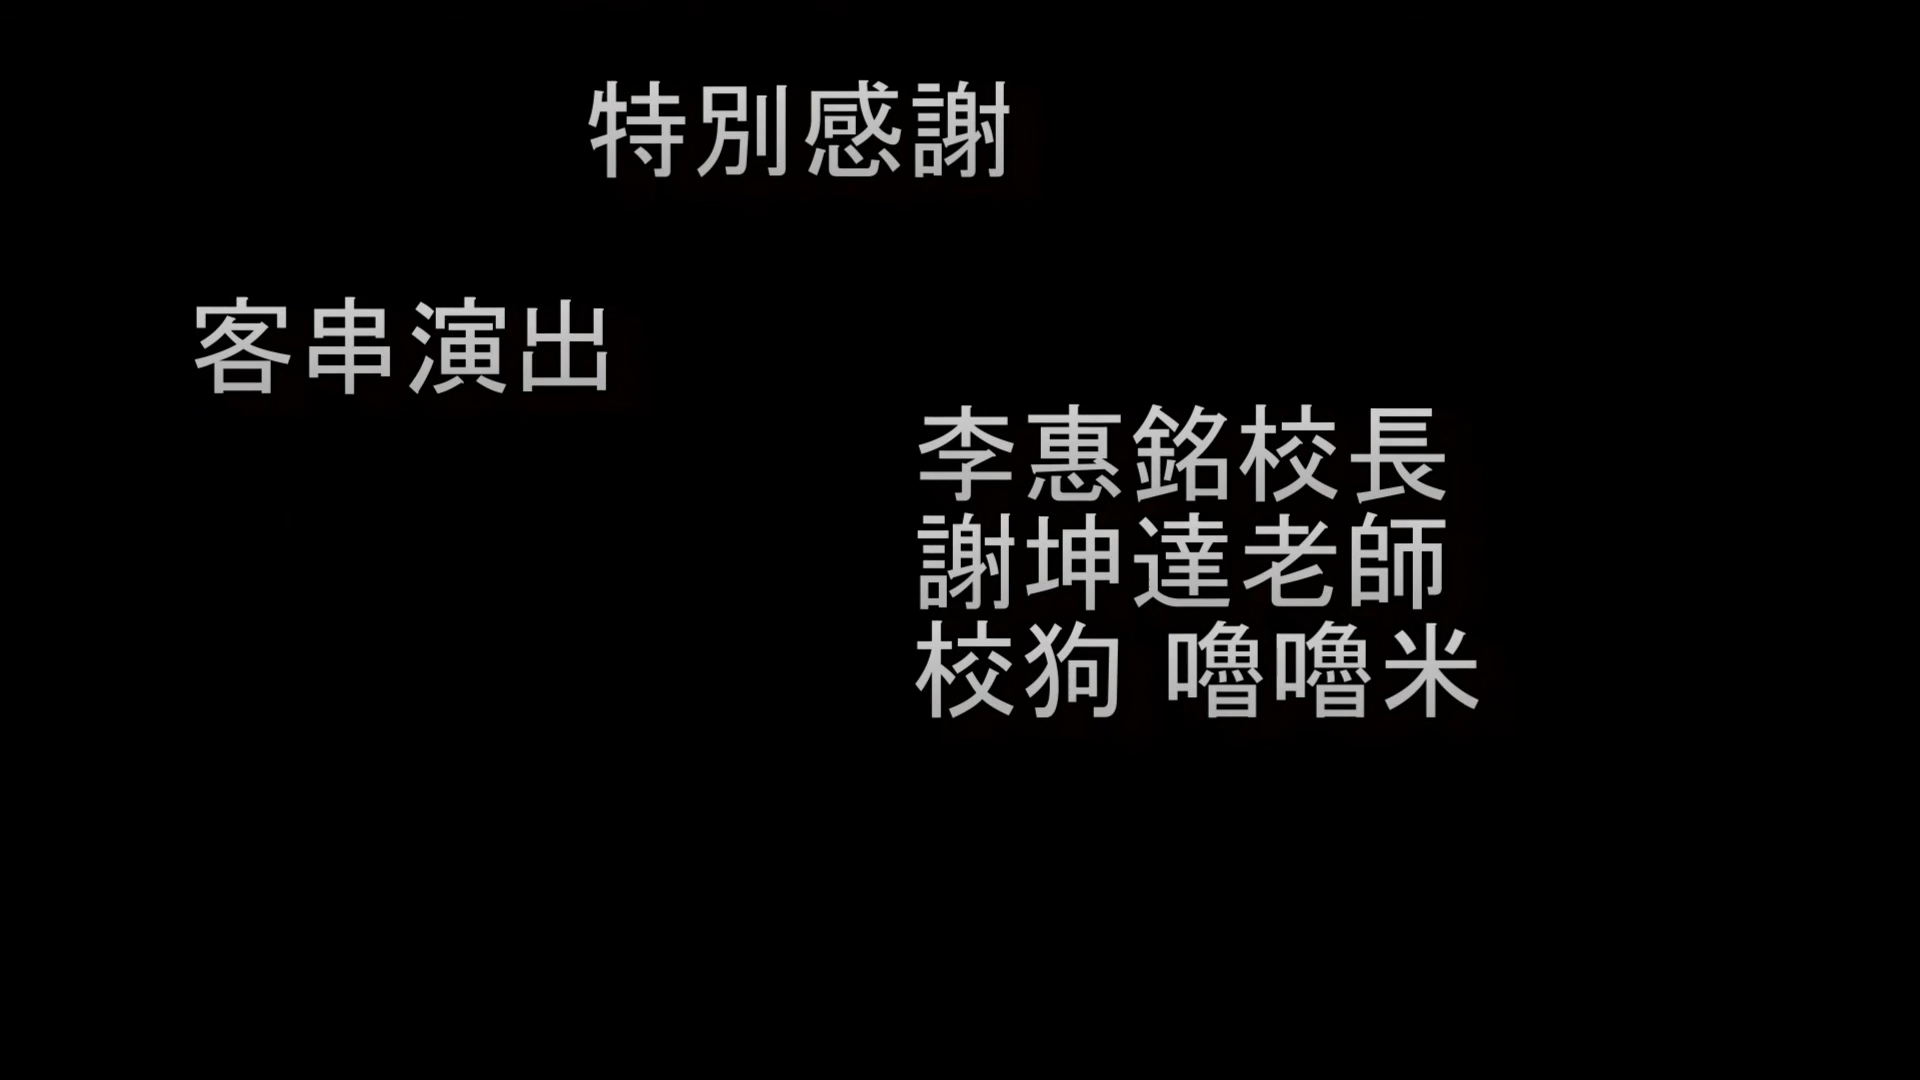 特別感謝
客串演出
李惠銘校長
謝坤達老師
校狗 嚕嚕米